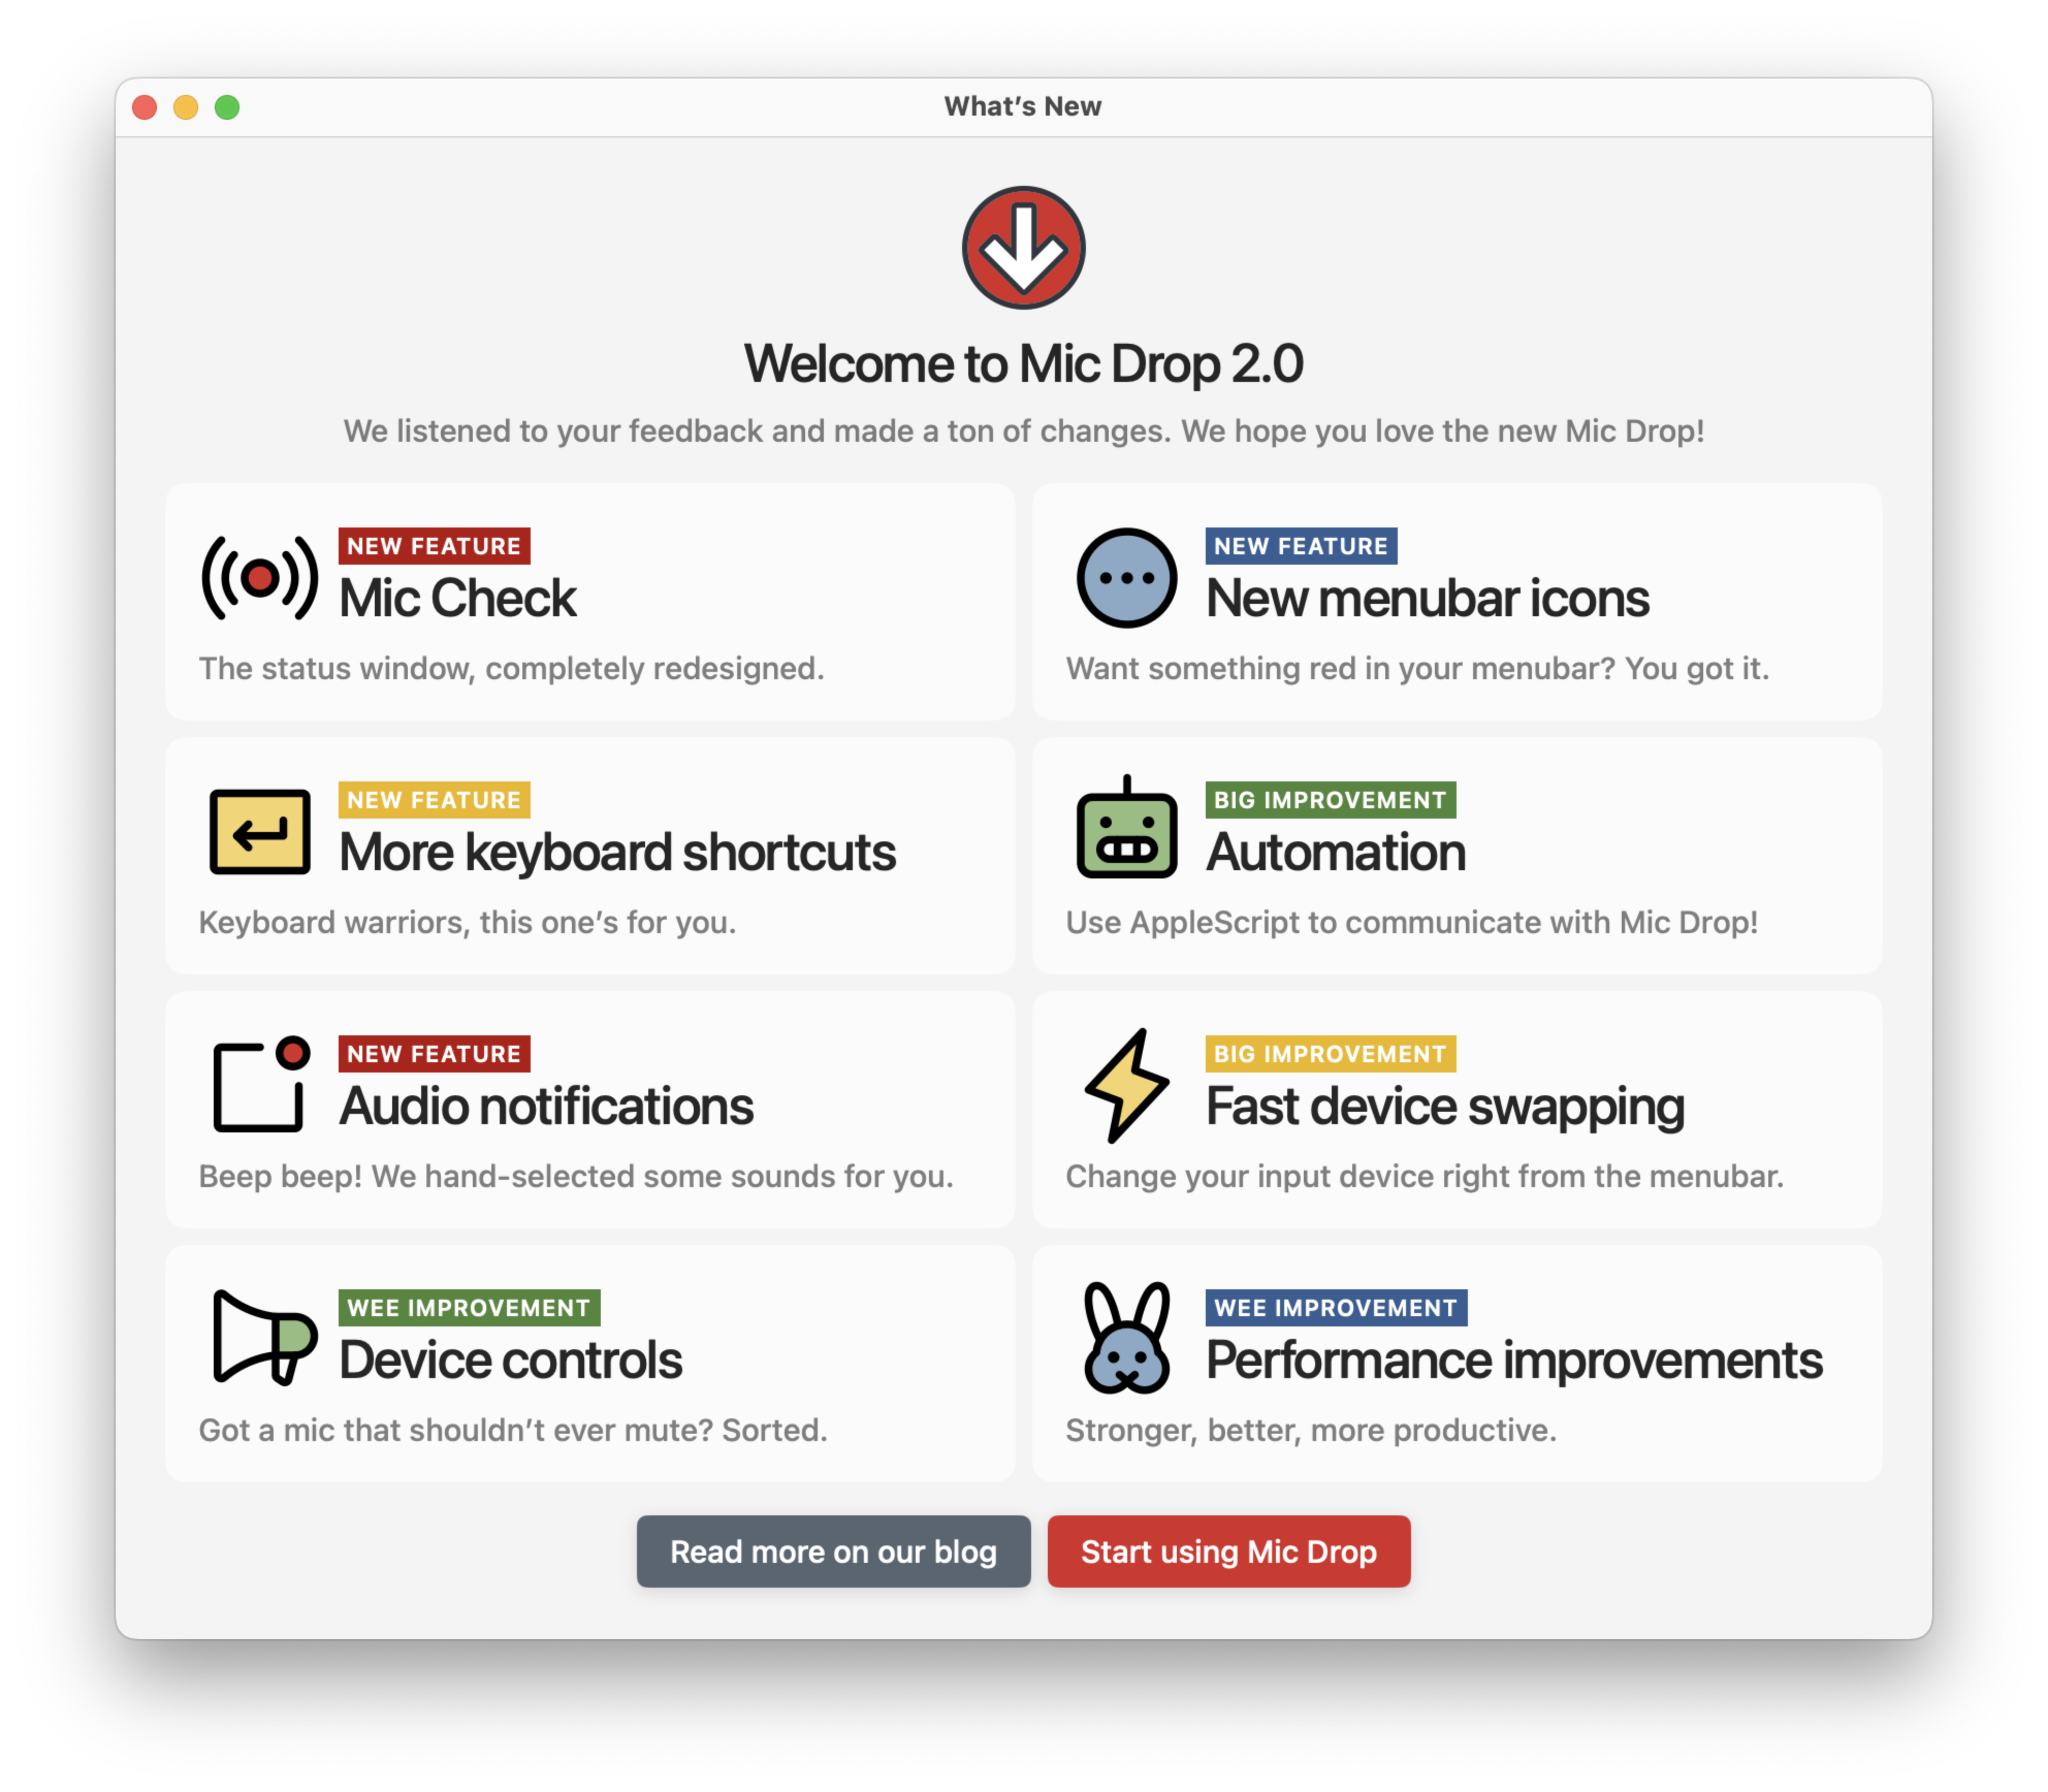 What’s New
Welcome to Mic Drop 2.0
We listened to your feedback and made a ton of changes. We hope you love the new Mic Drop!
NEW FEATURE
Mic Check
The status window, completely redesigned.
NEW FEATURE
New menubar icons
Want something red in your menubar? You got it.
NEW FEATURE
More keyboard shortcuts
Keyboard warriors, this one’s for you.
BIG IMPROVEMENT
Automation
Use AppleScript to communicate with Mic Drop!
NEW FEATURE
Audio notifications
Beep beep! We hand-selected some sounds for you.
BIG IMPROVEMENT
Fast device swapping
Change your input device right from the menubar.
WEE IMPROVEMENT
Device controls
Got a mic that shouldn’t ever mute? Sorted.
WEE IMPROVEMENT
Performance improvements
Stronger, better, more productive.
Read more on our blog
Start using Mic Drop